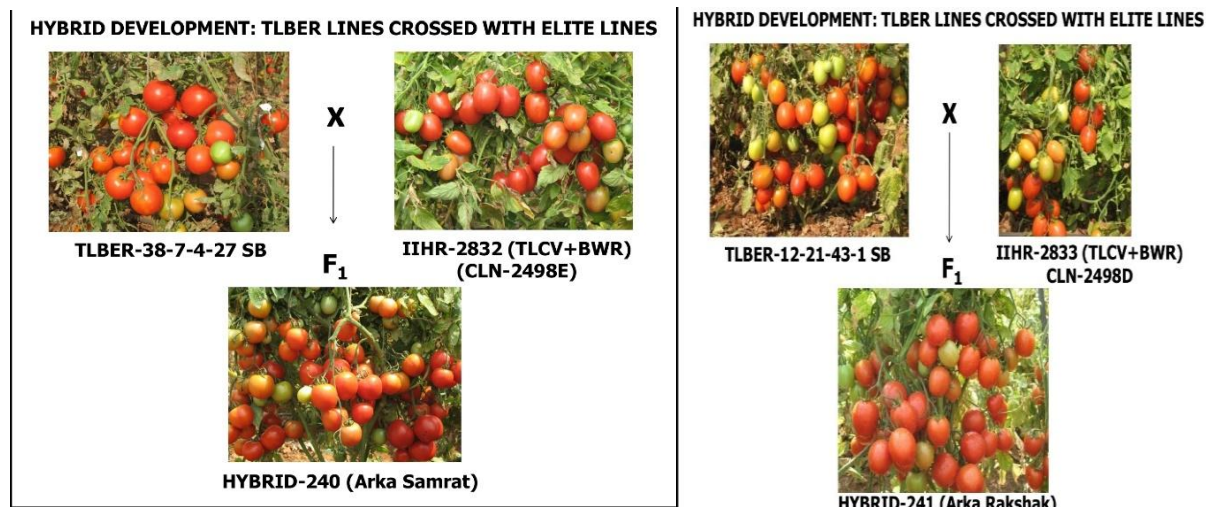 HYBRID DEVELOPMENT: TLBER LINES CROSSED WITH ELITE LINES
X
TLBER-38-7-4-27 SB
IIHR-2832 (TLCV+BWR)
(CLN-2498E)
F1
HYBRID-240 (Arka Samrat)
HYBRID DEVELOPMENT: TLBER LINES CROSSED WITH ELITE LINES
X
TLBER-12-21-43-1 SB
IIHR-2833 (TLCV+BWR)
CLN-2498D
F1
HYBRID-241 (Arka Rakshak)